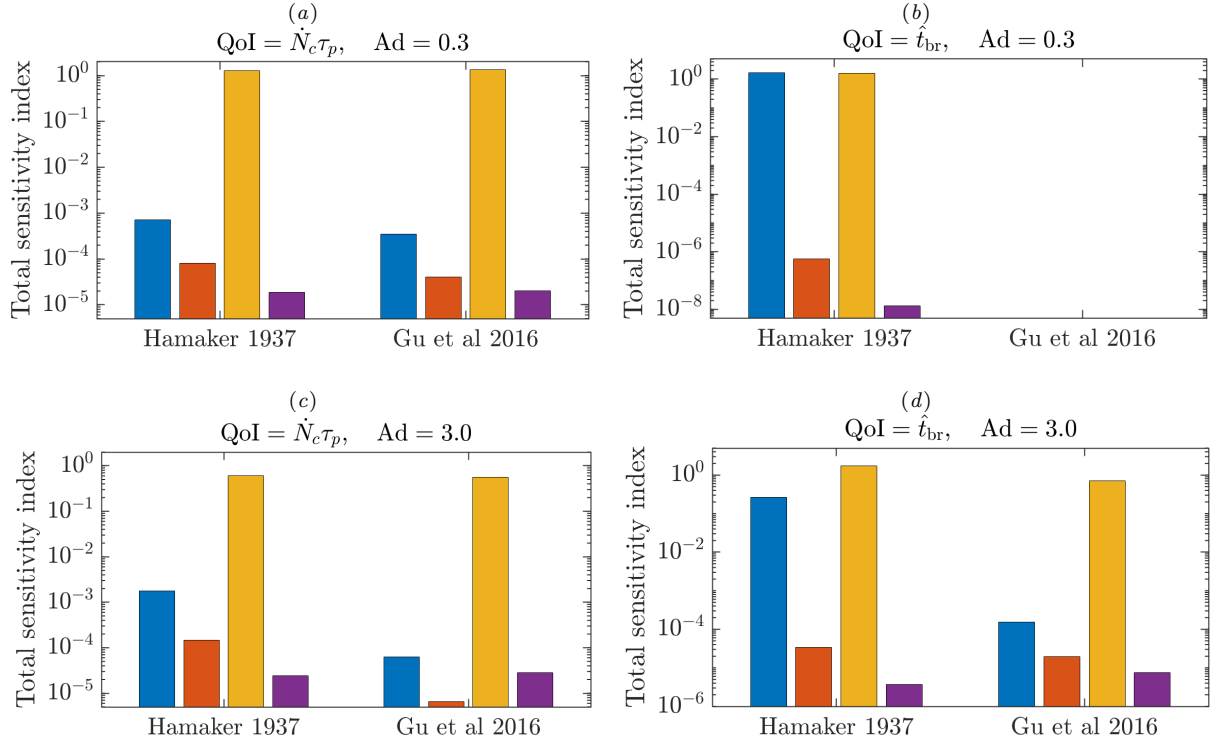 (a)
QoI = Ṅ_c τ_p, Ad = 0.3
Total sensitivity index
10^0
10^−1
10^−2
10^−3
10^−4
10^−5
Hamaker 1937
Gu et al 2016
(b)
QoI = t̂_br, Ad = 0.3
Total sensitivity index
10^0
10^−2
10^−4
10^−6
10^−8
Hamaker 1937
Gu et al 2016
(c)
QoI = Ṅ_c τ_p, Ad = 3.0
Total sensitivity index
10^0
10^−1
10^−2
10^−3
10^−4
10^−5
Hamaker 1937
Gu et al 2016
(d)
QoI = t̂_br, Ad = 3.0
Total sensitivity index
10^0
10^−2
10^−4
10^−6
Hamaker 1937
Gu et al 2016